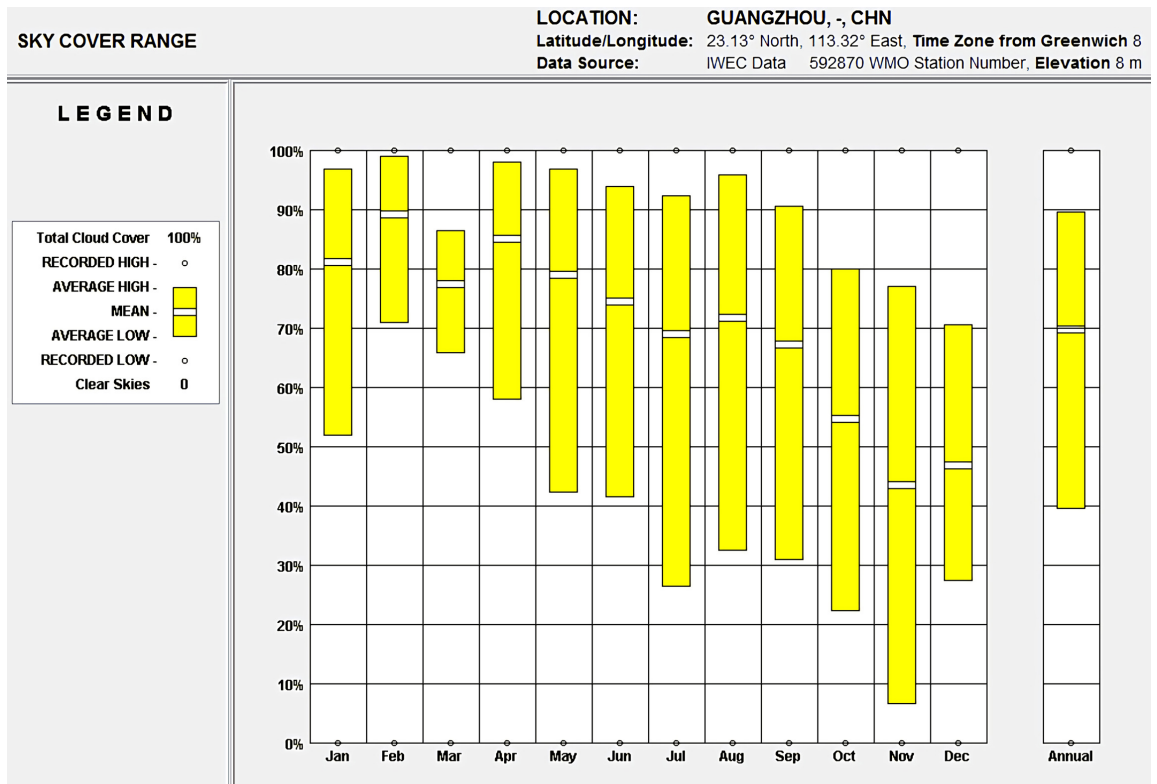 SKY COVER RANGE
LOCATION: GUANGZHOU, -, CHN
Latitude/Longitude: 23.13° North, 113.32° East, Time Zone from Greenwich 8
Data Source: IWEC Data 592870 WMO Station Number, Elevation 8 m
LEGEND
Total Cloud Cover 100%
RECORDED HIGH -
AVERAGE HIGH -
MEAN -
AVERAGE LOW -
RECORDED LOW -
Clear Skies 0
100%
90%
80%
70%
60%
50%
40%
30%
20%
10%
0%
Jan Feb Mar Apr May Jun Jul Aug Sep Oct Nov Dec Annual